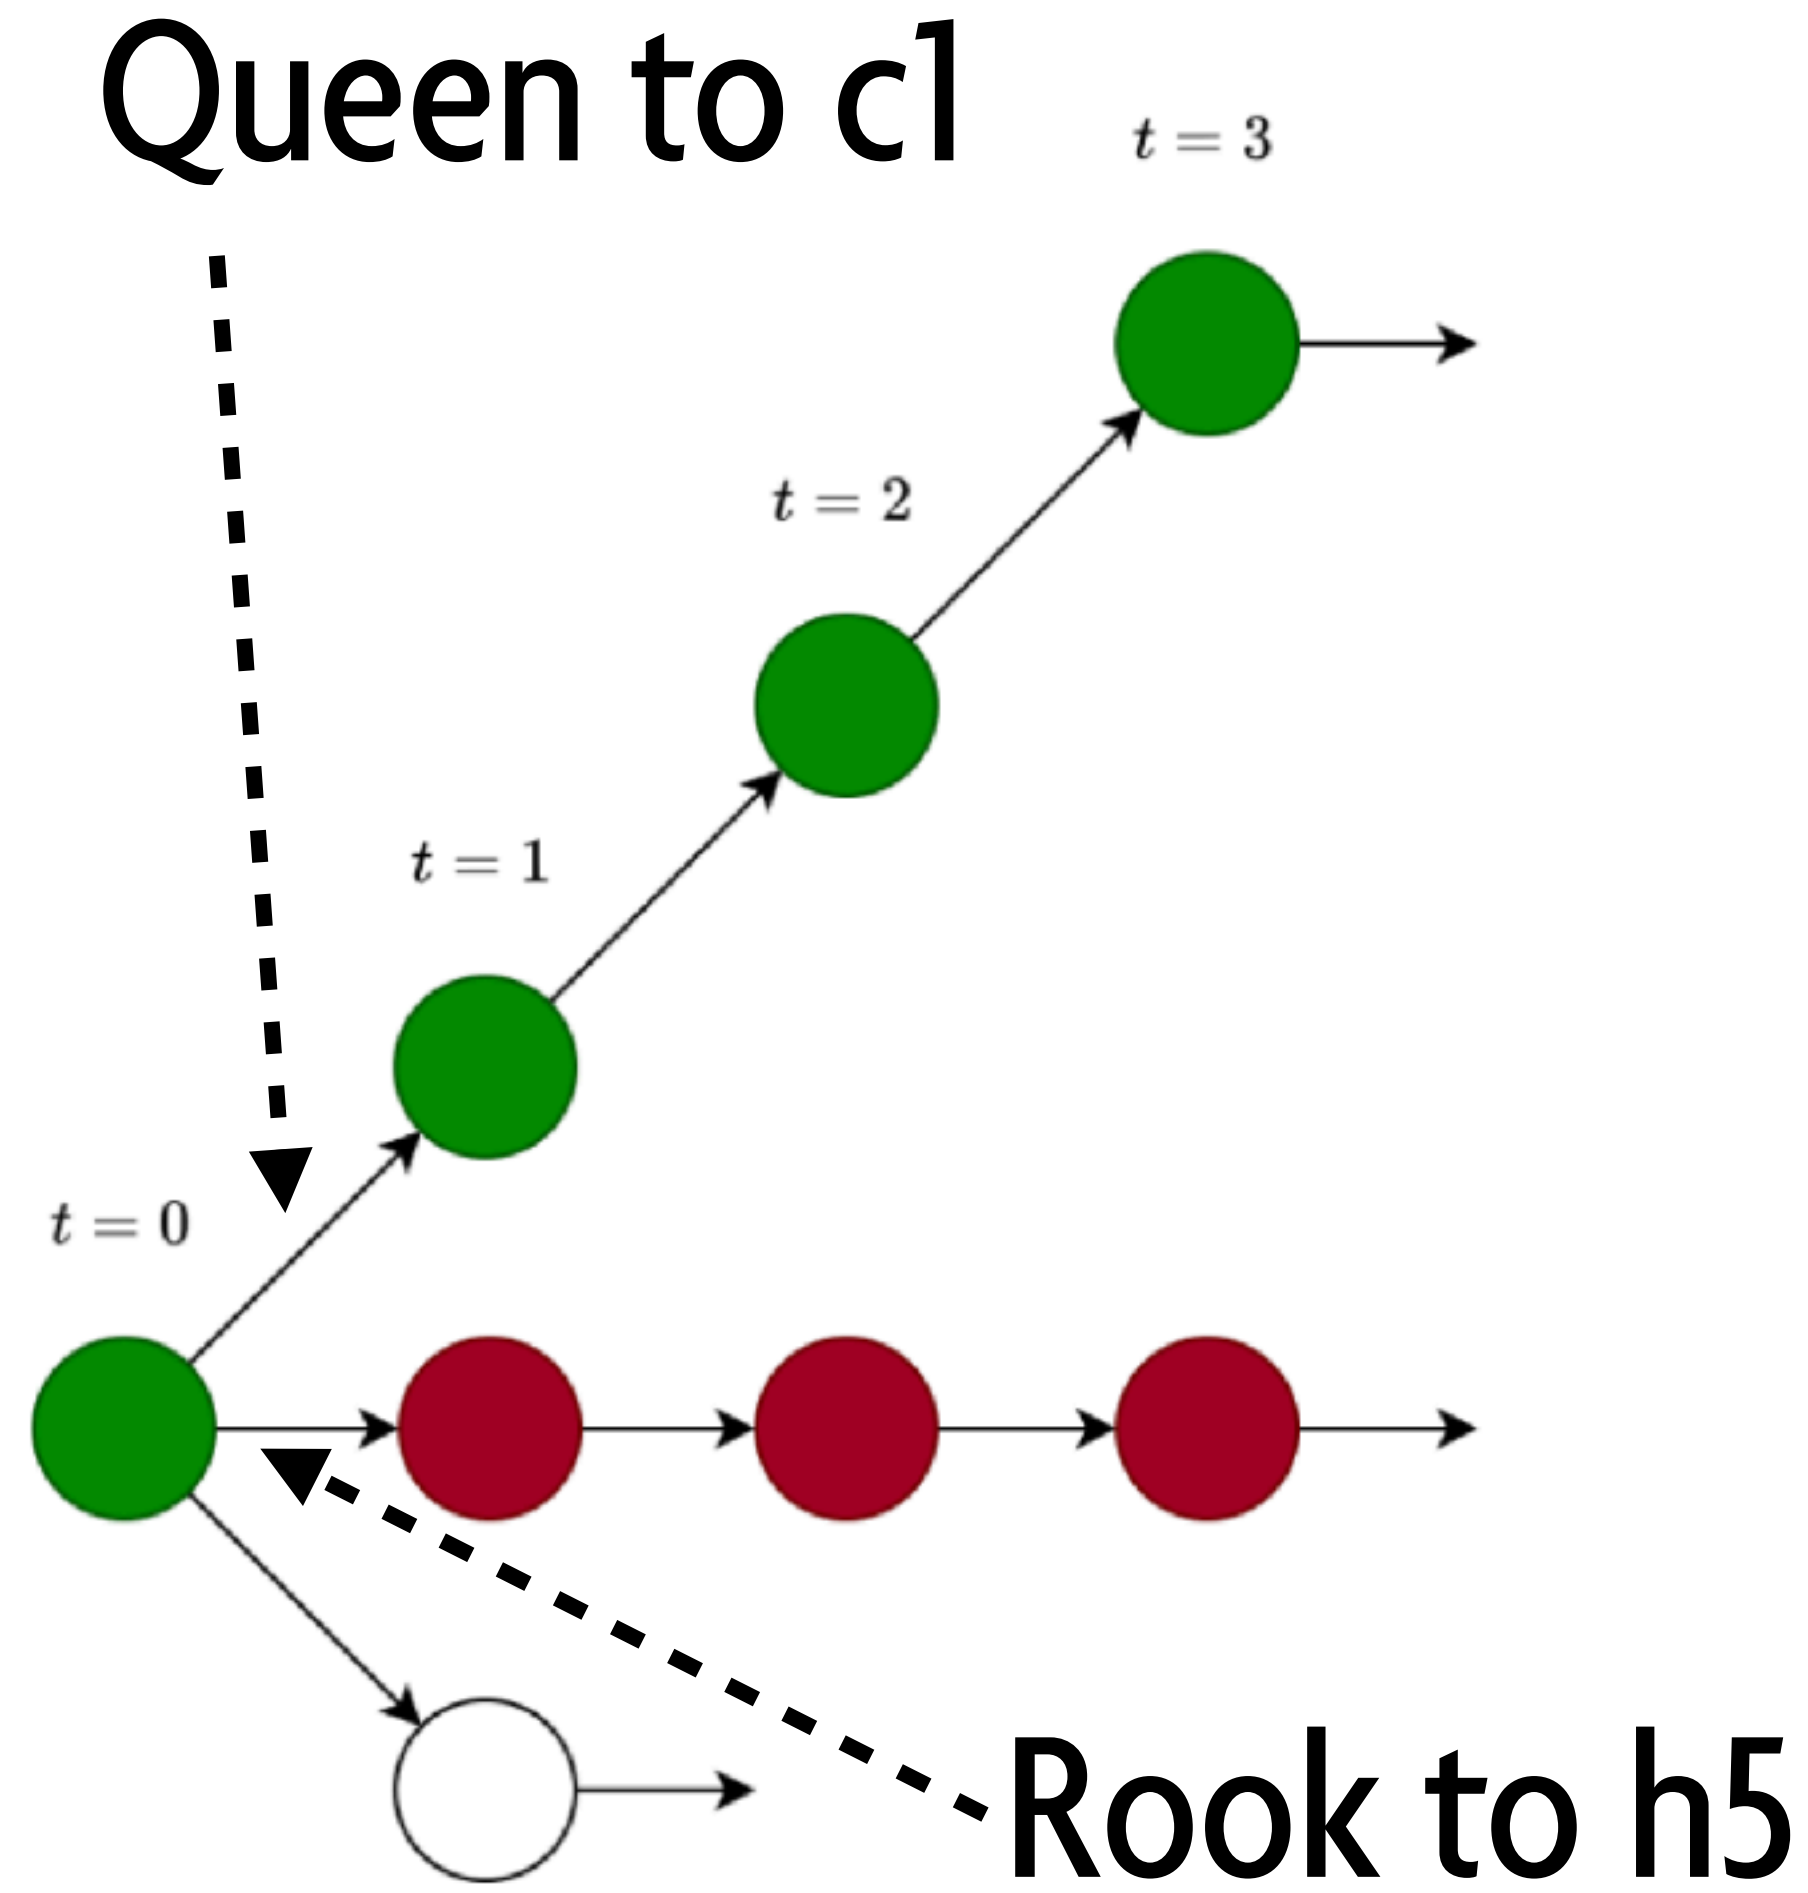 Queen to c1
t = 3
t = 2
t = 1
t = 0
Rook to h5